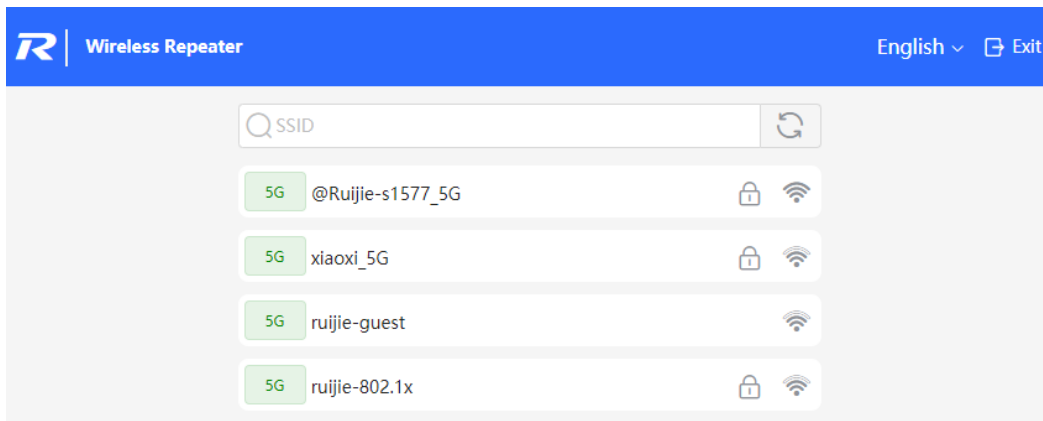 R Wireless Repeater English Exit
SSID
5G @Ruijie-s1577_5G
5G xiaoxi_5G
5G ruijie-guest
5G ruijie-802.1x